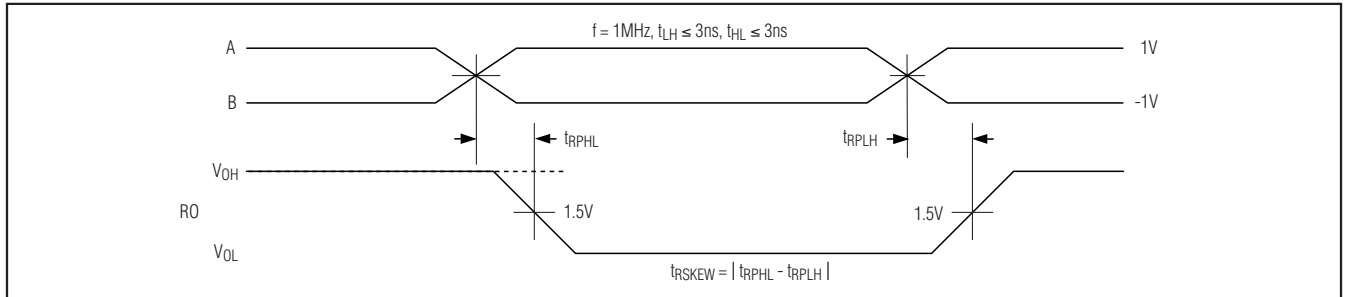 f = 1MHz, tLH ≤ 3ns, tHL ≤ 3ns
A
1V
B
-1V
tRPHL
tRPLH
VOH
RO
1.5V
1.5V
VOL
tRSKEW = | tRPHL - tRPLH |